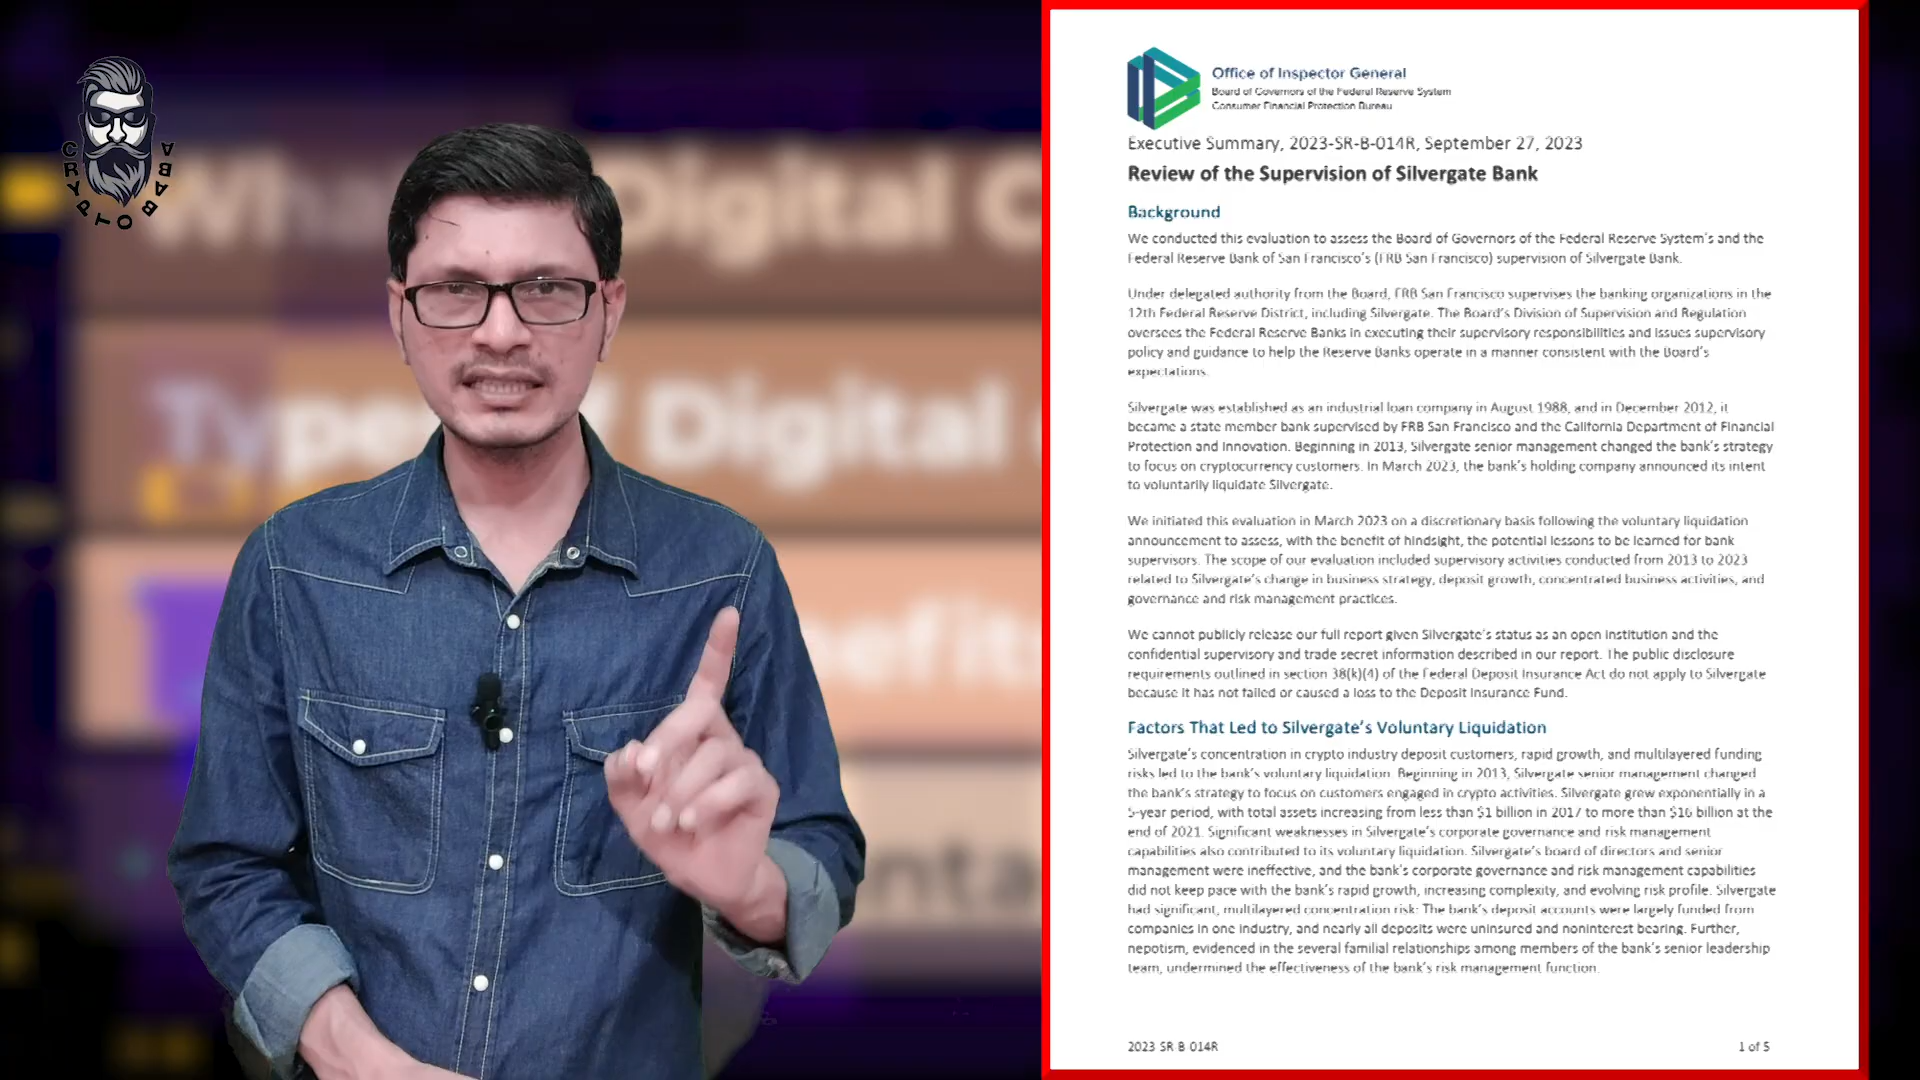 CRYPTO BABA
What Digital C
Types of Digital
nefits
nta
Office of Inspector General
Board of Governors of the Federal Reserve System
Consumer Financial Protection Bureau
Executive Summary, 2023-SR-B-014R, September 27, 2023
Review of the Supervision of Silvergate Bank
Background
We conducted this evaluation to assess the Board of Governors of the Federal Reserve System's and the
Federal Reserve Bank of San Francisco's (FRB San Francisco) supervision of Silvergate Bank.
Under delegated authority from the Board, FRB San Francisco supervises the banking organizations in the
12th Federal Reserve District, including Silvergate. The Board's Division of Supervision and Regulation
oversees the Federal Reserve Banks in executing their supervisory responsibilities and issues supervisory
policy and guidance to help the Reserve Banks operate in a manner consistent with the Board's
expectations.
Silvergate was established as an industrial loan company in August 1988, and in December 2012, it
became a state member bank supervised by FRB San Francisco and the California Department of Financial
Protection and Innovation. Beginning in 2013, Silvergate senior management changed the bank's strategy
to focus on cryptocurrency customers. In March 2023, the bank's holding company announced its intent
to voluntarily liquidate Silvergate.
We initiated this evaluation in March 2023 on a discretionary basis following the voluntary liquidation
announcement to assess, with the benefit of hindsight, the potential lessons to be learned for bank
supervisors. The scope of our evaluation included supervisory activities conducted from 2013 to 2023
related to Silvergate's change in business strategy, deposit growth, concentrated business activities, and
governance and risk management practices.
We cannot publicly release our full report given Silvergate's status as an open institution and the
confidential supervisory and trade secret information described in our report. The public disclosure
requirements outlined in section 38(k)(4) of the Federal Deposit Insurance Act do not apply to Silvergate
because it has not failed or caused a loss to the Deposit Insurance Fund.
Factors That Led to Silvergate's Voluntary Liquidation
Silvergate's concentration in crypto industry deposit customers, rapid growth, and multilayered funding
risks led to the bank's voluntary liquidation. Beginning in 2013, Silvergate senior management changed
the bank's strategy to focus on customers engaged in crypto activities. Silvergate grew exponentially in a
5-year period, with total assets increasing from less than $1 billion in 2017 to more than $16 billion at the
end of 2021. Significant weaknesses in Silvergate's corporate governance and risk management
capabilities also contributed to its voluntary liquidation. Silvergate's board of directors and senior
management were ineffective, and the bank's corporate governance and risk management capabilities
did not keep pace with the bank's rapid growth, increasing complexity, and evolving risk profile. Silvergate
had significant, multilayered concentration risk: The bank's deposit accounts were largely funded from
companies in one industry, and nearly all deposits were uninsured and noninterest bearing. Further,
nepotism, evidenced in the several familial relationships among members of the bank's senior leadership
team, undermined the effectiveness of the bank's risk management function.
2023-SR-B-014R
1 of 5